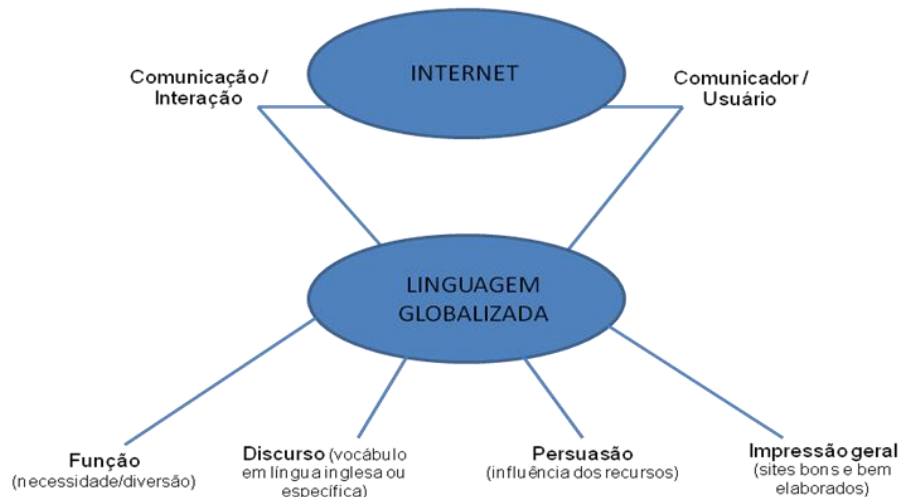 INTERNET
Comunicação /
Interação
Comunicador /
Usuário
LINGUAGEM
GLOBALIZADA
Função
(necessidade/diversão)
Discurso (vocábulo
em língua inglesa ou
específica)
Persuasão
(influência dos recursos)
Impressão geral
(sites bons e bem
elaborados)